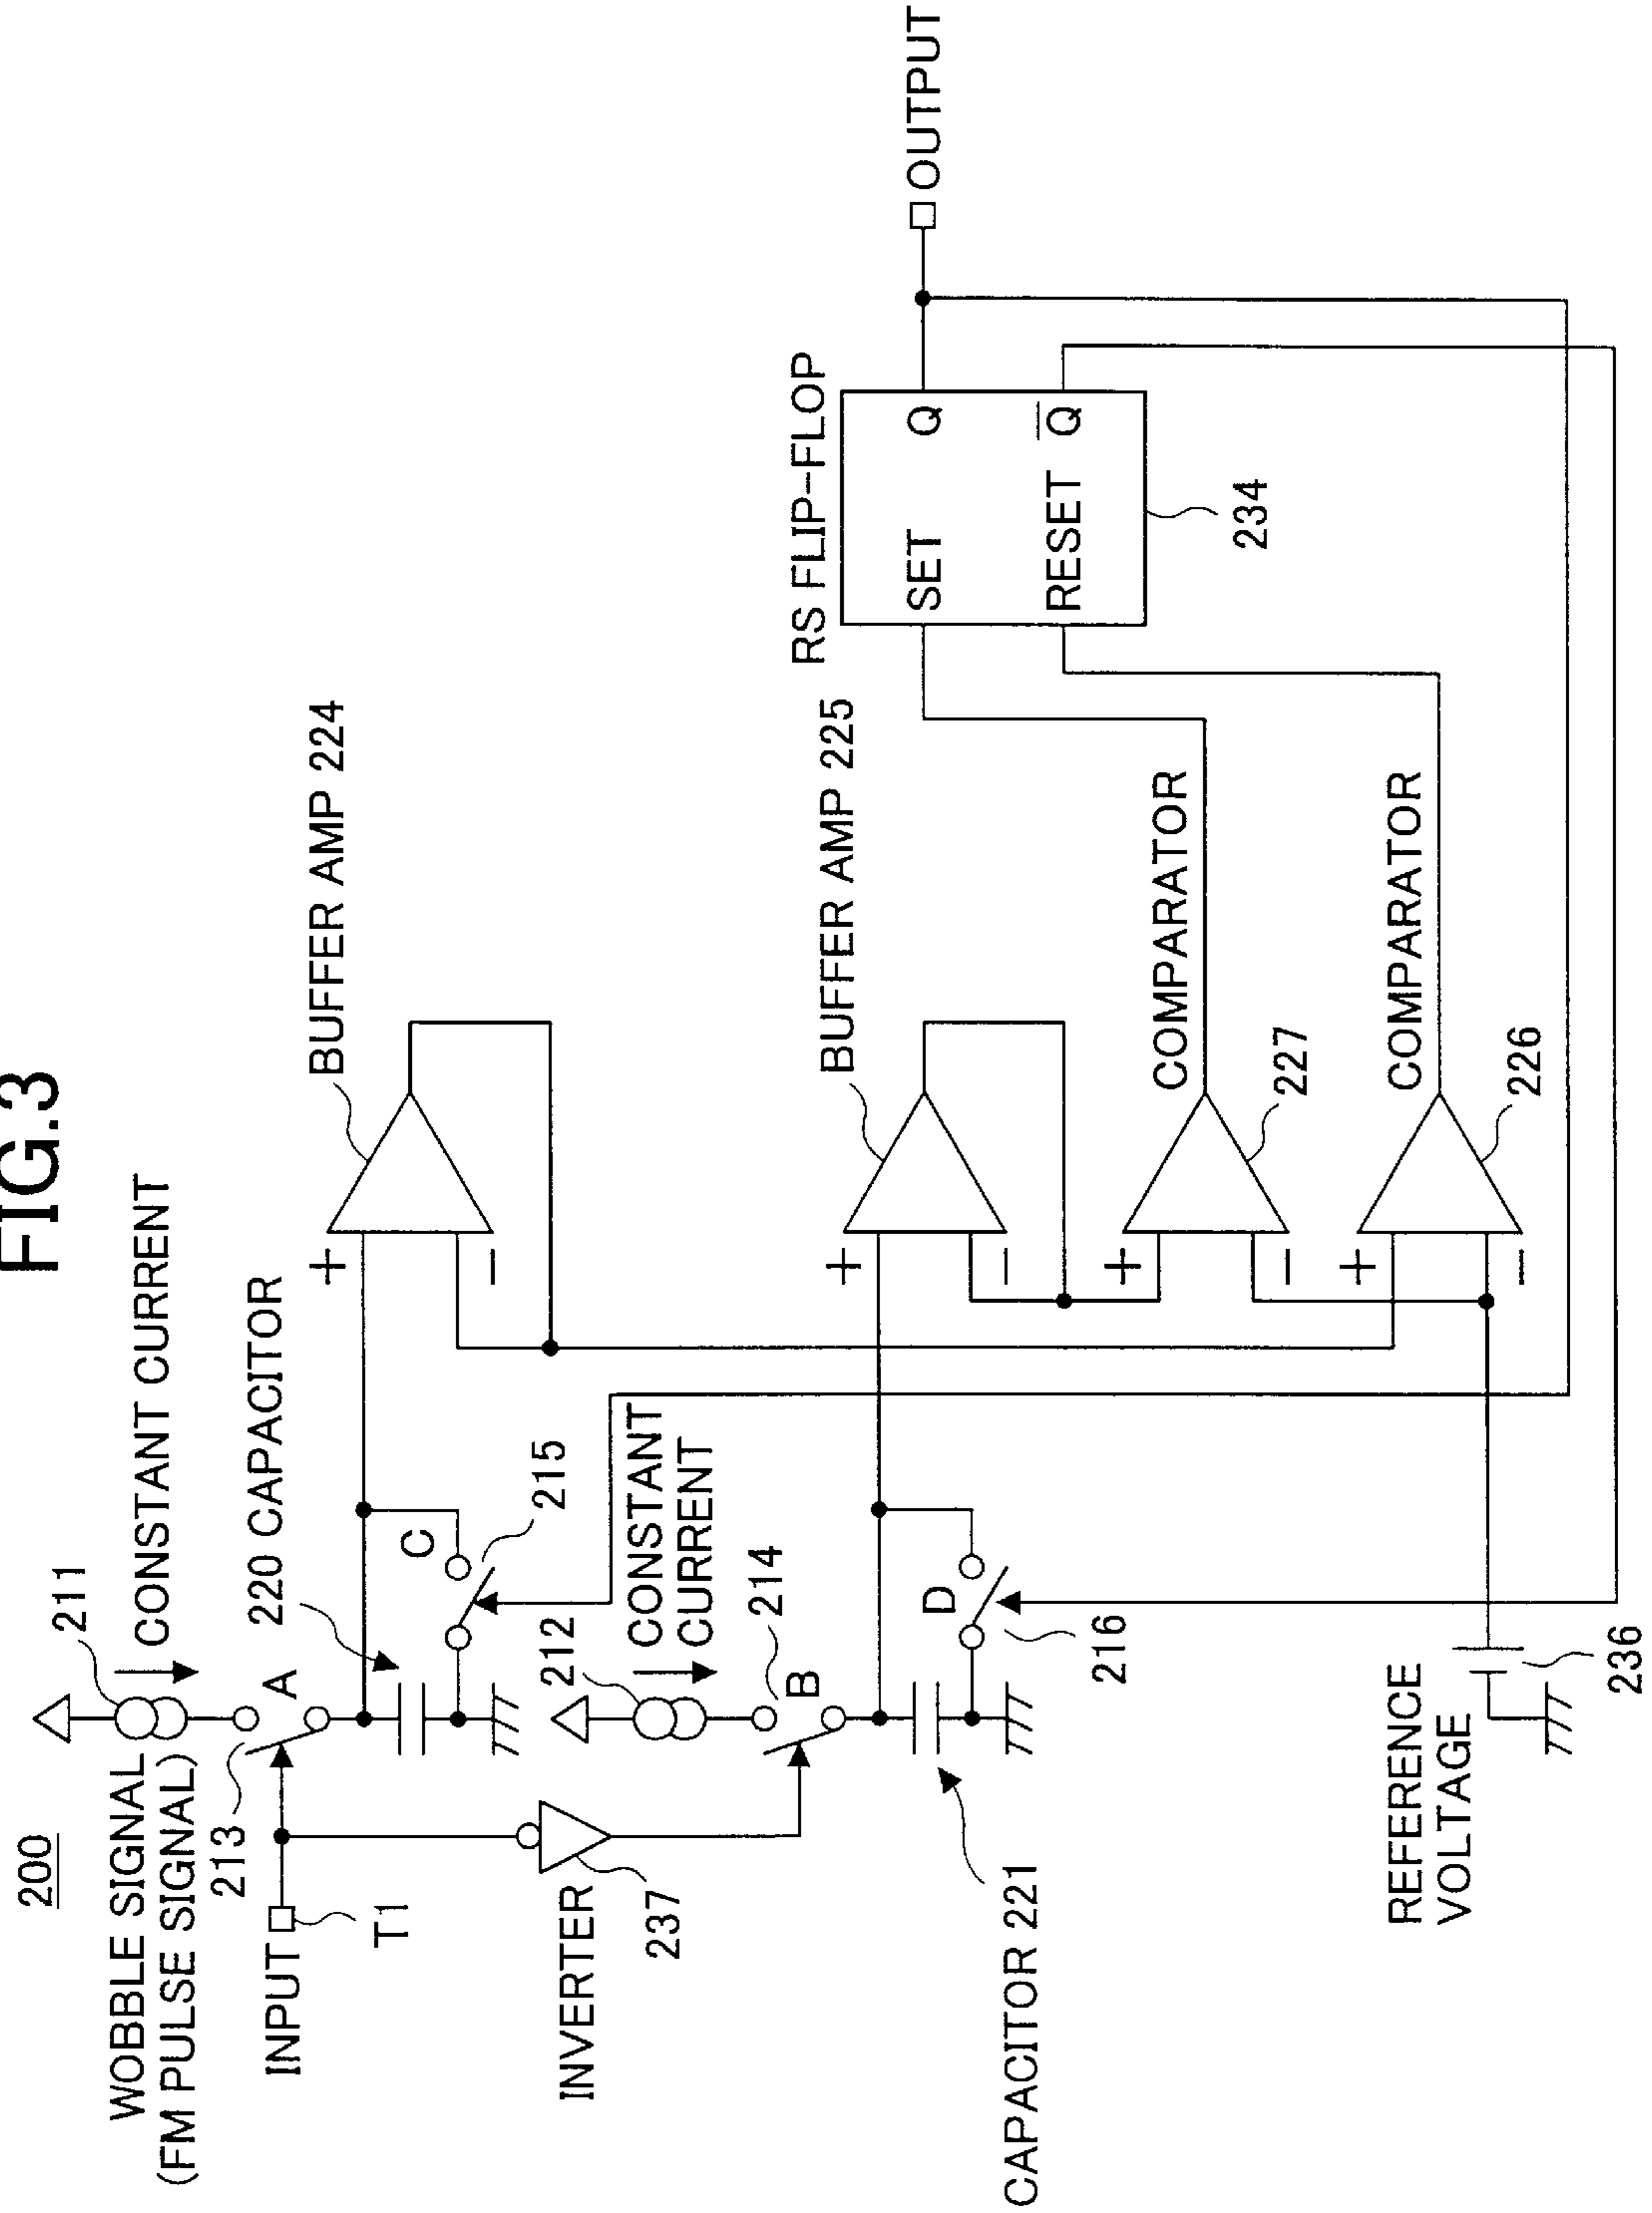 FIG.3
200
WOBBLE SIGNAL
(FM PULSE SIGNAL)
211
CONSTANT CURRENT
213
A
INPUT
T1
220 CAPACITOR
+
−
BUFFER AMP 224
C
215
INVERTER
237
212
CONSTANT
CURRENT
214
B
D
216
CAPACITOR 221
+
−
BUFFER AMP 225
RS FLIP-FLOP
SET
Q
RESET
Q̅
234
OUTPUT
+
−
COMPARATOR
227
+
−
COMPARATOR
226
REFERENCE
VOLTAGE
236